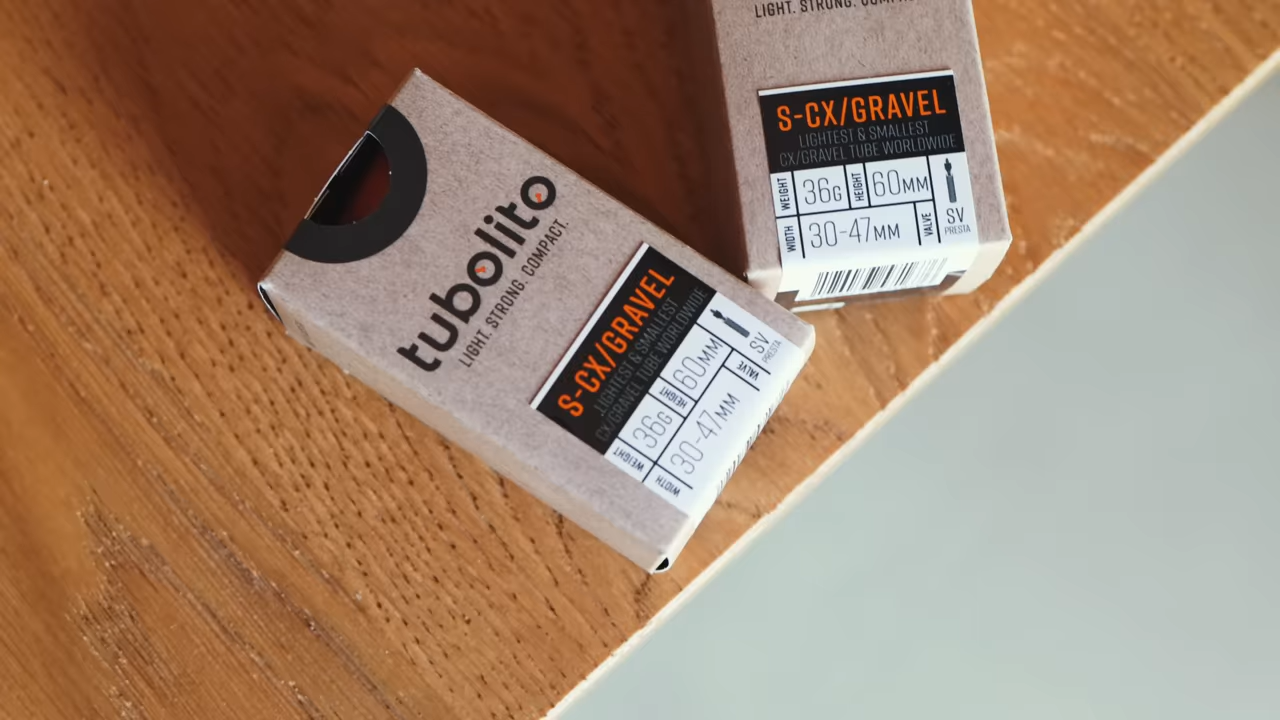 tubolito
LIGHT. STRONG. COMPACT.
S-CX/GRAVEL
LIGHTEST & SMALLEST
CX/GRAVEL TUBE WORLDWIDE
WEIGHT 36G HEIGHT 60MM
WIDTH 30-47MM VALVE
SV
PRESTA
LIGHT. STRONG.
S-CX/GRAVEL
LIGHTEST & SMALLEST
CX/GRAVEL TUBE WORLDWIDE
WEIGHT 36G HEIGHT 60MM
WIDTH 30-47MM VALVE
SV
PRESTA